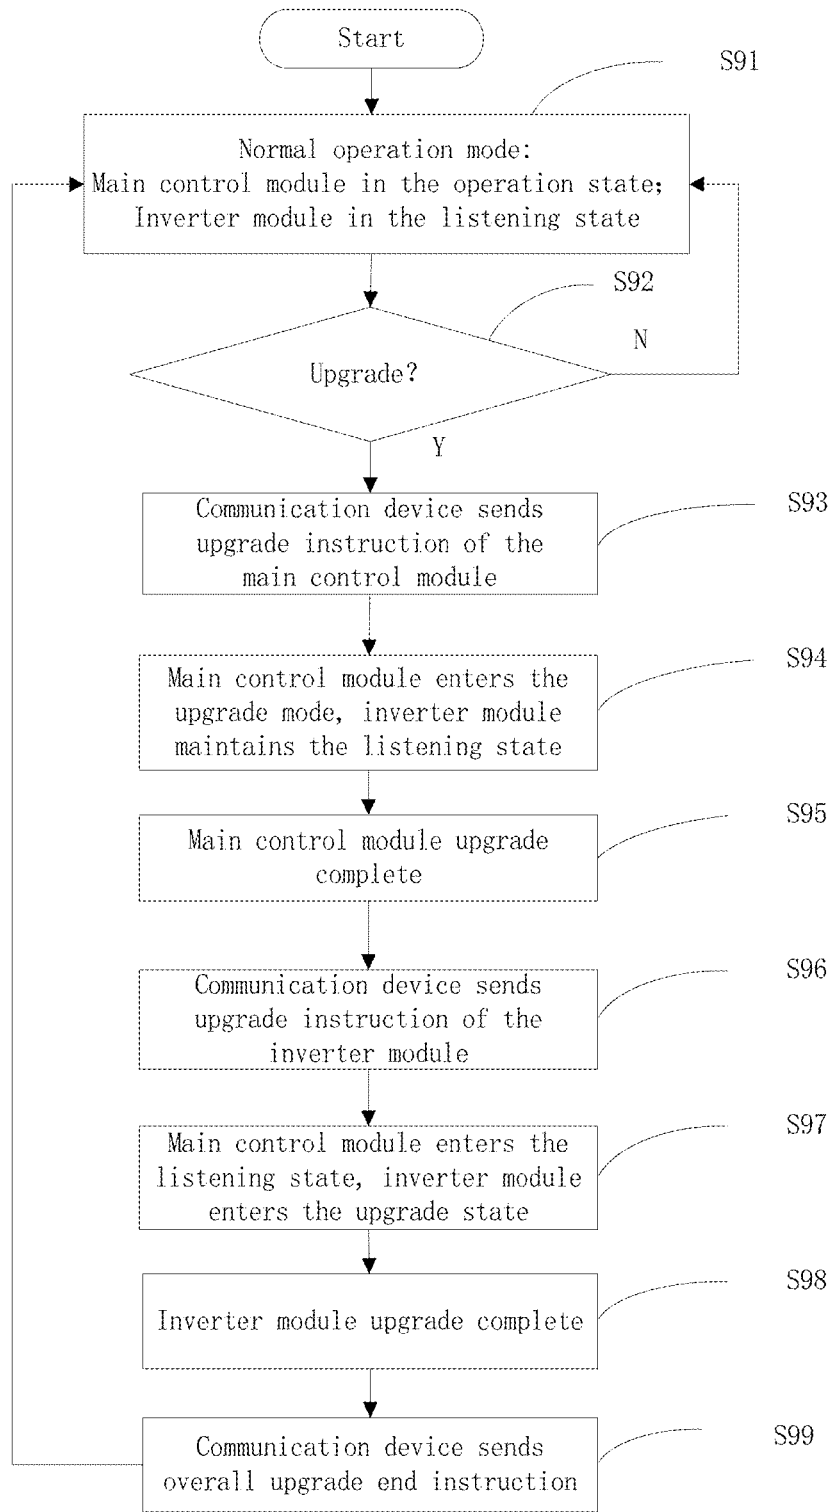 Start
S91
Normal operation mode:
Main control module in the operation state;
Inverter module in the listening state
S92
Upgrade?
N
Y
S93
Communication device sends
upgrade instruction of the
main control module
S94
Main control module enters the
upgrade mode, inverter module
maintains the listening state
S95
Main control module upgrade
complete
S96
Communication device sends
upgrade instruction of the
inverter module
S97
Main control module enters the
listening state, inverter module
enters the upgrade state
S98
Inverter module upgrade complete
S99
Communication device sends
overall upgrade end instruction